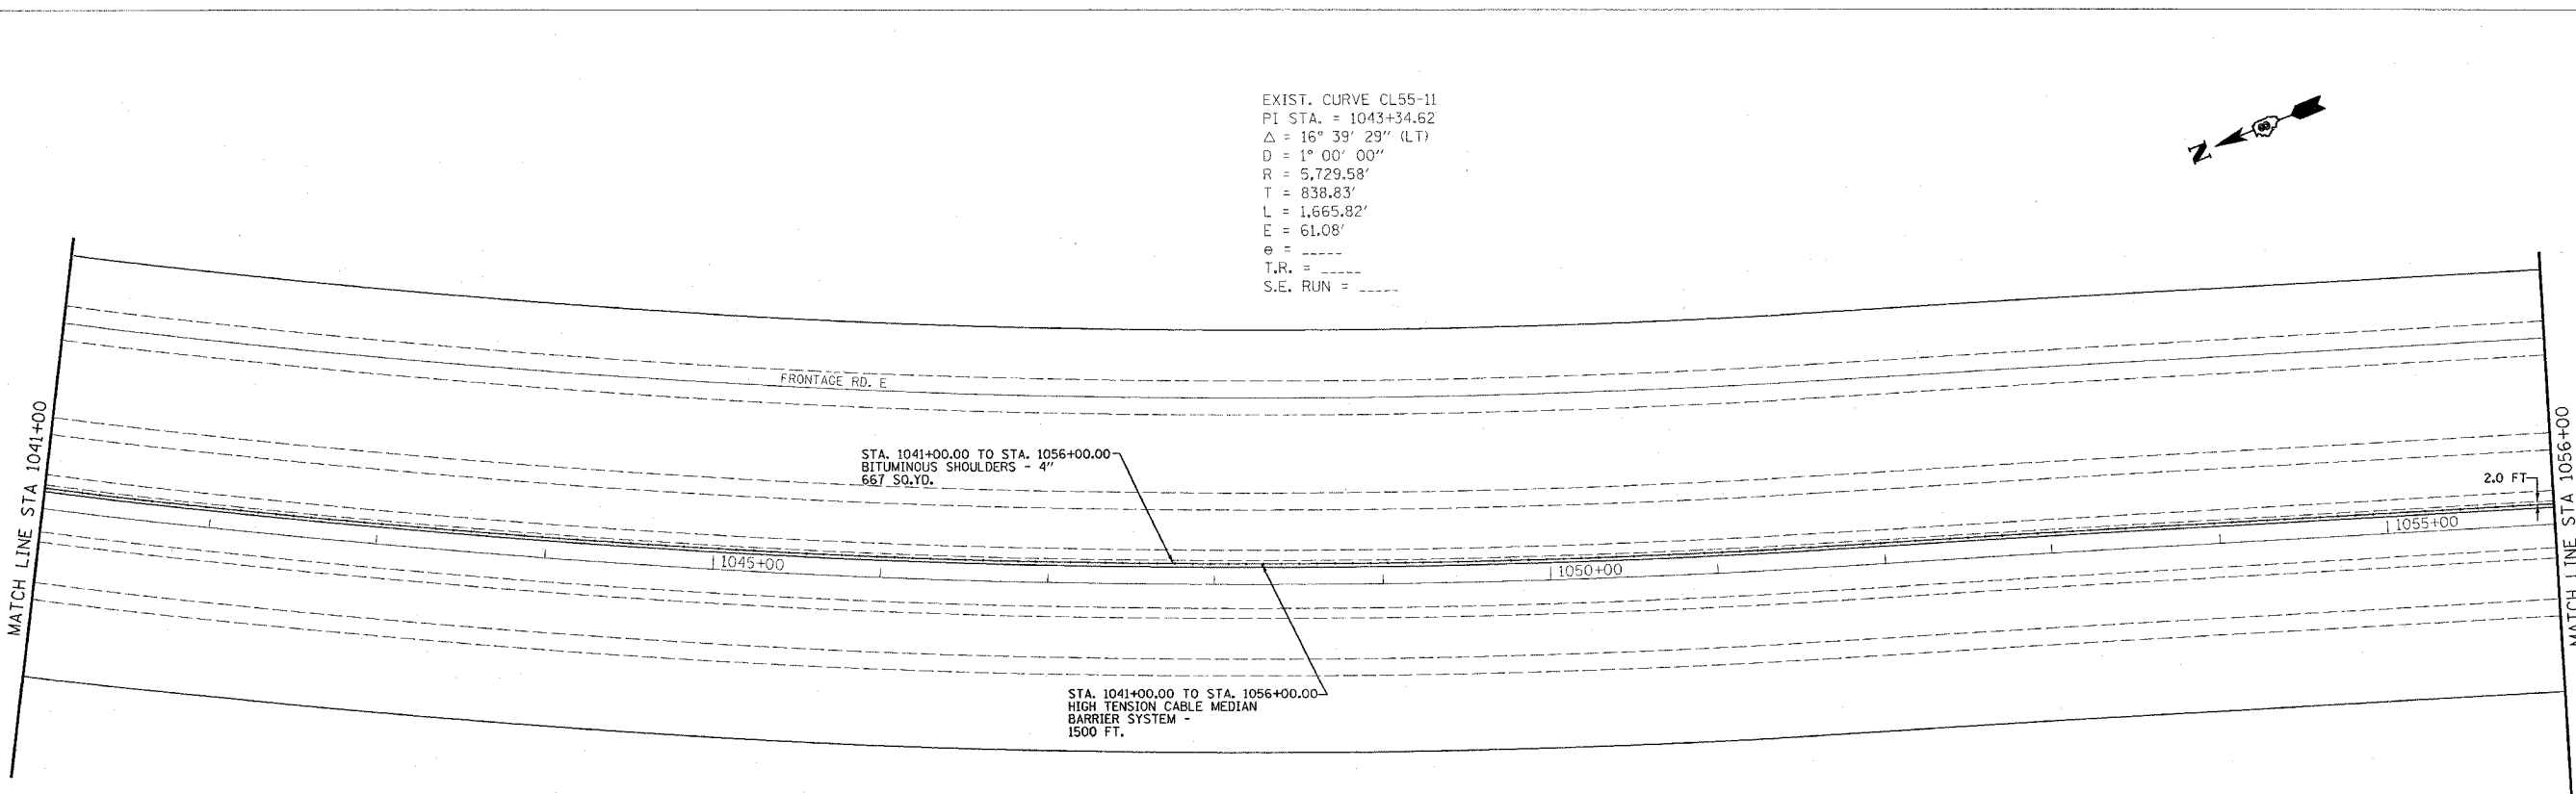 EXIST. CURVE CL55-11
PI STA. = 1043+34.62
△ = 16° 39' 29" (LT)
D = 1° 00' 00"
R = 5,729.58'
T = 838.83'
L = 1,665.82'
E = 61.08'
e = _____
T.R. = _____
S.E. RUN = _____
N
MATCH LINE STA 1041+00
FRONTAGE RD. E
STA. 1041+00.00 TO STA. 1056+00.00
BITUMINOUS SHOULDERS - 4"
667 SQ.YD.
2.0 FT
1045+00
1050+00
1055+00
MATCH LINE STA 1056+00
STA. 1041+00.00 TO STA. 1056+00.00
HIGH TENSION CABLE MEDIAN
BARRIER SYSTEM -
1500 FT.